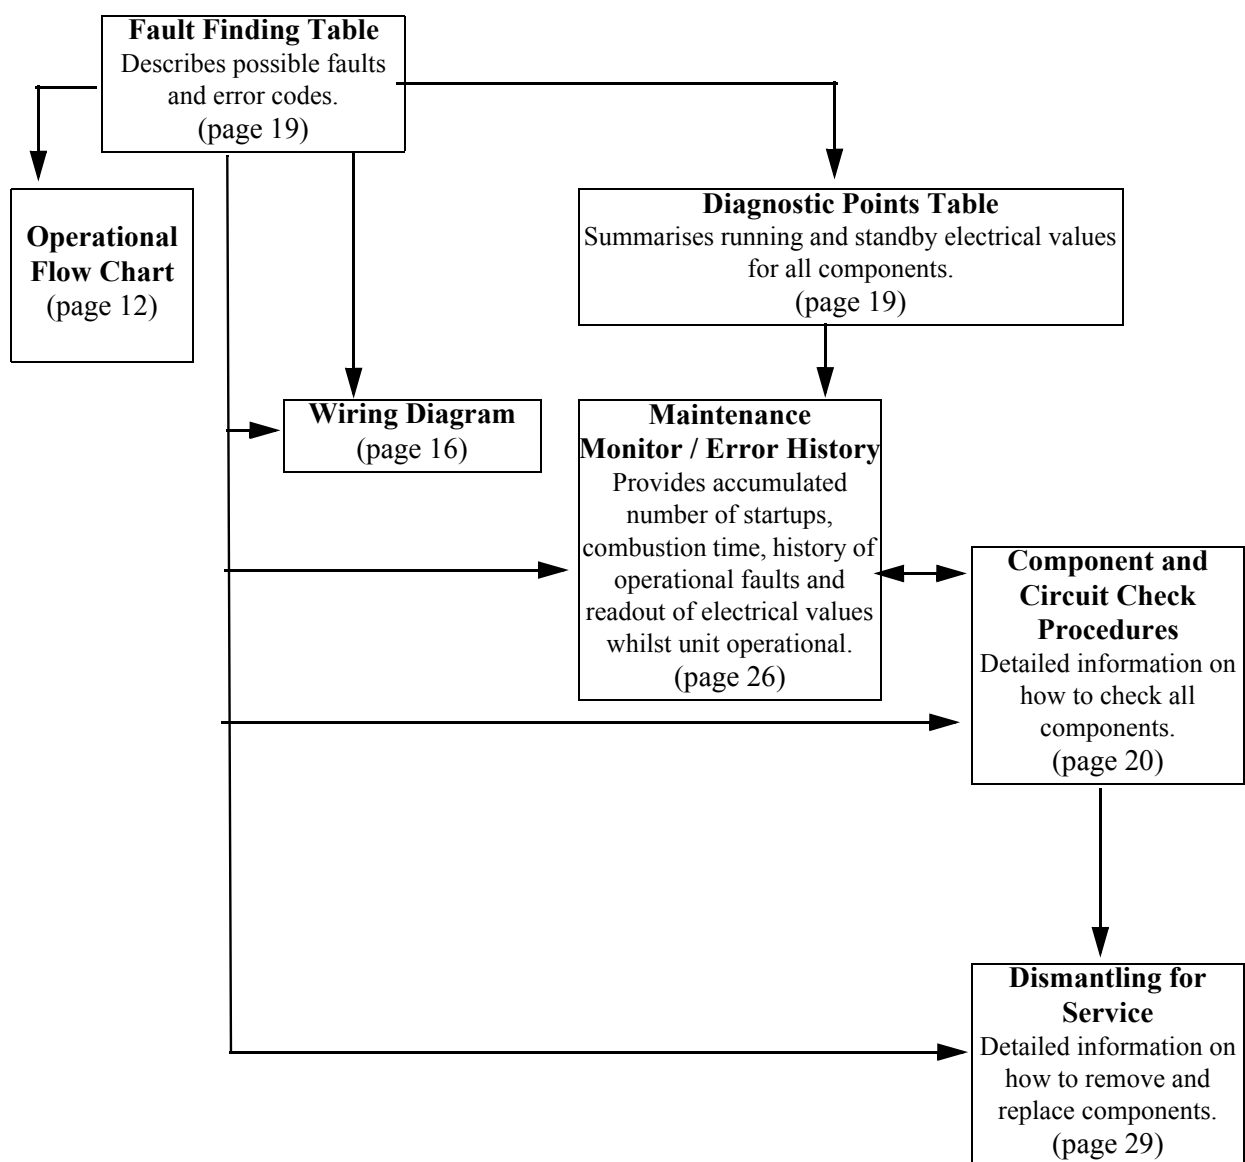 Fault Finding Table
Describes possible faults
and error codes.
(page 19)
Operational
Flow Chart
(page 12)
Diagnostic Points Table
Summarises running and standby electrical values
for all components.
(page 19)
Wiring Diagram
(page 16)
Maintenance
Monitor / Error History
Provides accumulated
number of startups,
combustion time, history of
operational faults and
readout of electrical values
whilst unit operational.
(page 26)
Component and
Circuit Check
Procedures
Detailed information on
how to check all
components.
(page 20)
Dismantling for
Service
Detailed information on
how to remove and
replace components.
(page 29)